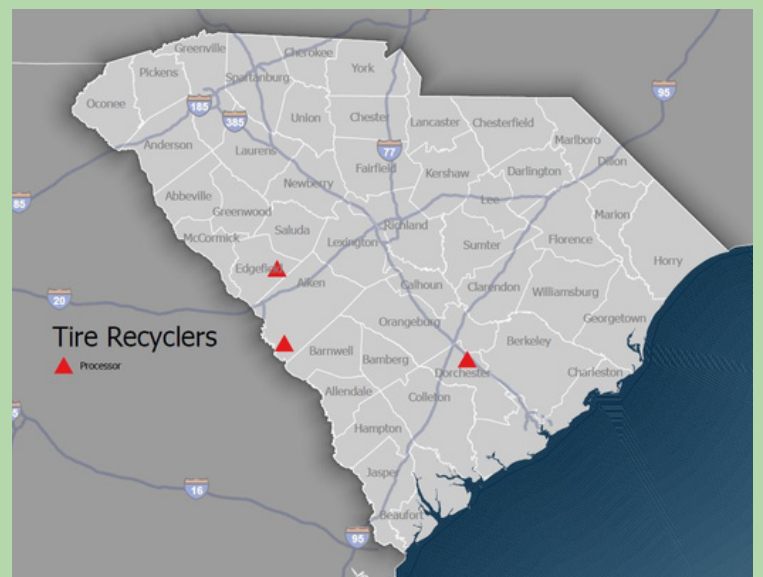 Greenville
Cherokee
York
Pickens
Spartanburg
95
Oconee
185
385
Union
Chester
Lancaster
Chesterfield
Marlboro
Anderson
Laurens
77
Dillon
Fairfield
Kershaw
Darlington
Newberry
Abbeville
Lee
85
Greenwood
Marion
Saluda
Richland
McCormick
Lexington
Sumter
Florence
Horry
Edgefield
Aiken
Calhoun
Clarendon
Williamsburg
20
Georgetown
Orangeburg
Tire Recyclers
Berkeley
Barnwell
Processor
Bamberg
Dorchester
Charleston
Allendale
Colleton
Hampton
Jasper
16
Beaufort
95